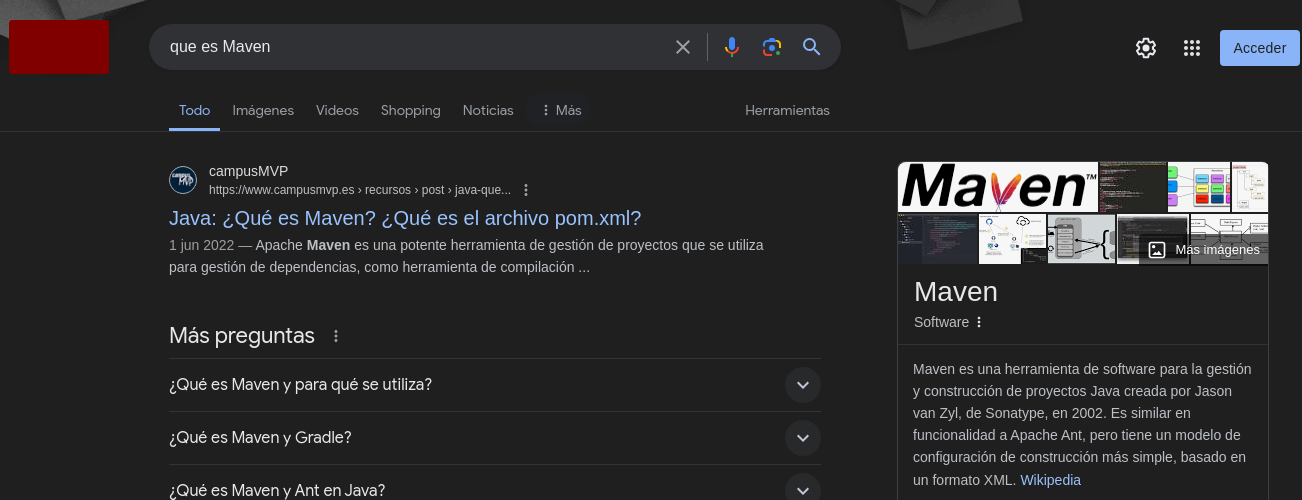 que es Maven
Acceder
Todo
Imágenes
Videos
Shopping
Noticias
Más
Herramientas
campusMVP
https://www.campusmvp.es › recursos › post › java-que...
Java: ¿Qué es Maven? ¿Qué es el archivo pom.xml?
1 jun 2022 — Apache Maven es una potente herramienta de gestión de proyectos que se utiliza
para gestión de dependencias, como herramienta de compilación ...
Más preguntas
¿Qué es Maven y para qué se utiliza?
¿Qué es Maven y Gradle?
¿Qué es Maven y Ant en Java?
Maven™
Más imágenes
Maven
Software
Maven es una herramienta de software para la gestión
y construcción de proyectos Java creada por Jason
van Zyl, de Sonatype, en 2002. Es similar en
funcionalidad a Apache Ant, pero tiene un modelo de
configuración de construcción más simple, basado en
un formato XML. Wikipedia